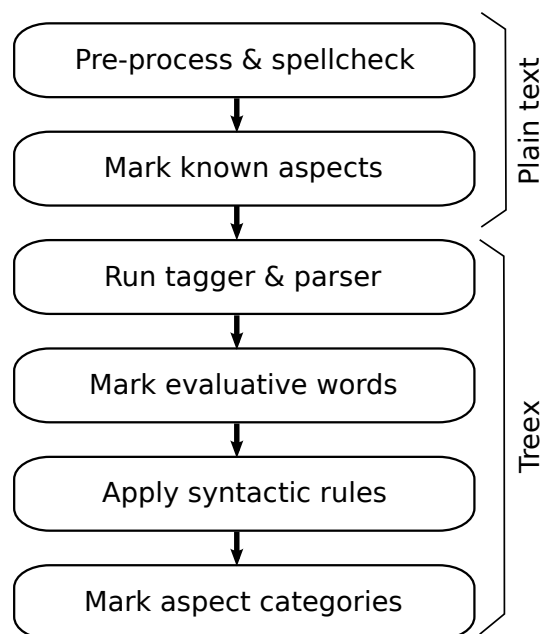 Pre-process & spellcheck
Mark known aspects
Plain text
Run tagger & parser
Mark evaluative words
Apply syntactic rules
Mark aspect categories
Treex